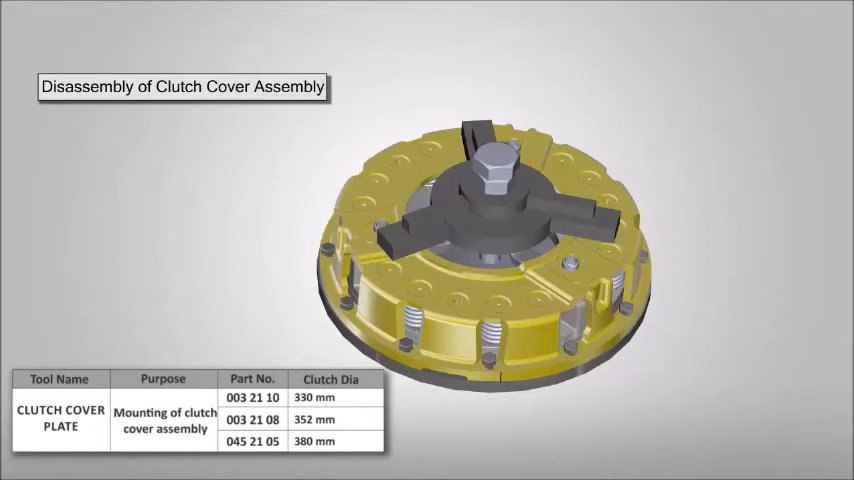 Disassembly of Clutch Cover Assembly
Tool Name Purpose Part No. Clutch Dia
CLUTCH COVER PLATE Mounting of clutch cover assembly 003 21 10 330 mm
003 21 08 352 mm
045 21 05 380 mm